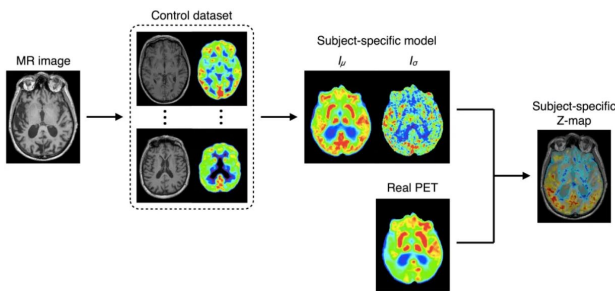 Control dataset
MR image
Subject-specific model
Iμ
Iσ
Subject-specific
Z-map
Real PET